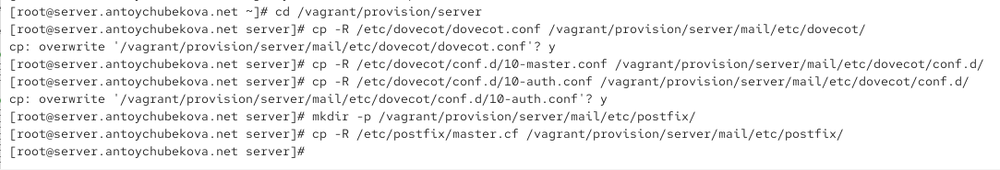 [root@server.antoychubekova.net ~]# cd /vagrant/provision/server
[root@server.antoychubekova.net server]# cp -R /etc/dovecot/dovecot.conf /vagrant/provision/server/mail/etc/dovecot/
cp: overwrite '/vagrant/provision/server/mail/etc/dovecot/dovecot.conf'? y
[root@server.antoychubekova.net server]# cp -R /etc/dovecot/conf.d/10-master.conf /vagrant/provision/server/mail/etc/dovecot/conf.d/
[root@server.antoychubekova.net server]# cp -R /etc/dovecot/conf.d/10-auth.conf /vagrant/provision/server/mail/etc/dovecot/conf.d/
cp: overwrite '/vagrant/provision/server/mail/etc/dovecot/conf.d/10-auth.conf'? y
[root@server.antoychubekova.net server]# mkdir -p /vagrant/provision/server/mail/etc/postfix/
[root@server.antoychubekova.net server]# cp -R /etc/postfix/master.cf /vagrant/provision/server/mail/etc/postfix/
[root@server.antoychubekova.net server]#